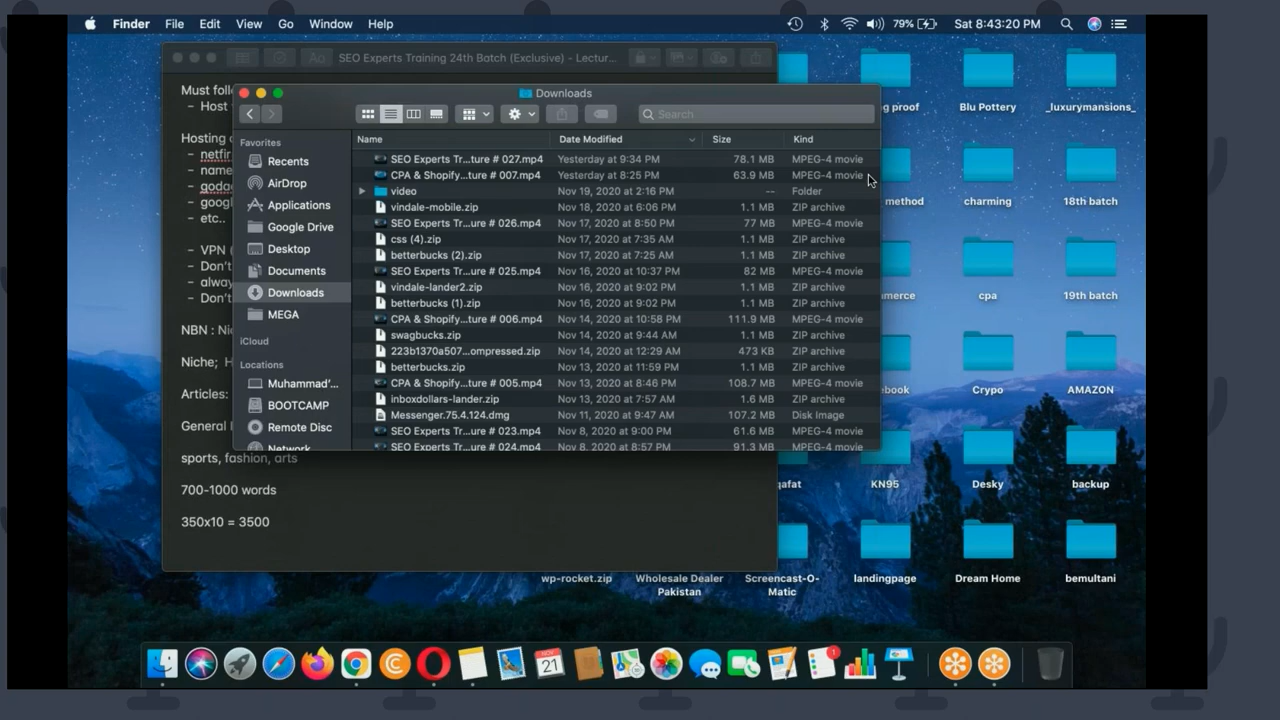 Finder File Edit View Go Window Help
79% Sat 8:43:20 PM
SEO Experts Training 24th Batch (Exclusive) - Lectur...
Must foll
- Host
Hosting
- netfir
- name
- goda
- goog
- etc..
- VPN (
- Don't
- alway
- Don't
NBN : Ni
Niche; H
Articles:
General
sports, fashion, arts
700-1000 words
350x10 = 3500
Downloads
Search
Favorites
Recents
AirDrop
Applications
Google Drive
Desktop
Documents
Downloads
MEGA
iCloud
Locations
Muhammad'...
BOOTCAMP
Remote Disc
Network
Name Date Modified Size Kind
SEO Experts Tr...ture # 027.mp4 Yesterday at 9:34 PM 78.1 MB MPEG-4 movie
CPA & Shopify...ture # 007.mp4 Yesterday at 8:25 PM 63.9 MB MPEG-4 movie
video Nov 19, 2020 at 2:16 PM -- Folder
vindale-mobile.zip Nov 18, 2020 at 6:06 PM 1.1 MB ZIP archive
SEO Experts Tr...ure # 026.mp4 Nov 17, 2020 at 8:50 PM 77 MB MPEG-4 movie
css (4).zip Nov 17, 2020 at 7:35 AM 1.1 MB ZIP archive
betterbucks (2).zip Nov 17, 2020 at 7:25 AM 1.1 MB ZIP archive
SEO Experts Tr...ure # 025.mp4 Nov 16, 2020 at 10:37 PM 82 MB MPEG-4 movie
vindale-lander2.zip Nov 16, 2020 at 9:02 PM 1.1 MB ZIP archive
betterbucks (1).zip Nov 16, 2020 at 9:02 PM 1.1 MB ZIP archive
CPA & Shopify...ture # 006.mp4 Nov 14, 2020 at 10:58 PM 111.9 MB MPEG-4 movie
swagbucks.zip Nov 14, 2020 at 9:44 AM 1.1 MB ZIP archive
223b1370a507...ompressed.zip Nov 14, 2020 at 12:29 AM 473 KB ZIP archive
betterbucks.zip Nov 13, 2020 at 11:59 PM 1.1 MB ZIP archive
CPA & Shopify...ture # 005.mp4 Nov 13, 2020 at 8:46 PM 108.7 MB MPEG-4 movie
inboxdollars-lander.zip Nov 13, 2020 at 7:57 AM 1.6 MB ZIP archive
Messenger.75.4.124.dmg Nov 11, 2020 at 9:47 AM 107.2 MB Disk Image
SEO Experts Tr...ure # 023.mp4 Nov 8, 2020 at 9:00 PM 61.6 MB MPEG-4 movie
SEO Experts Tr...ure # 024.mp4 Nov 8, 2020 at 8:57 PM 91.3 MB MPEG-4 movie
g proof Blu Pottery _luxurymansions_
method charming 18th batch
merce cpa 19th batch
ebook Crypo AMAZON
qafat KN95 Desky backup
wp-rocket.zip Wholesale Dealer Pakistan Screencast-O-Matic landingpage Dream Home bemultani
NOV
21
1